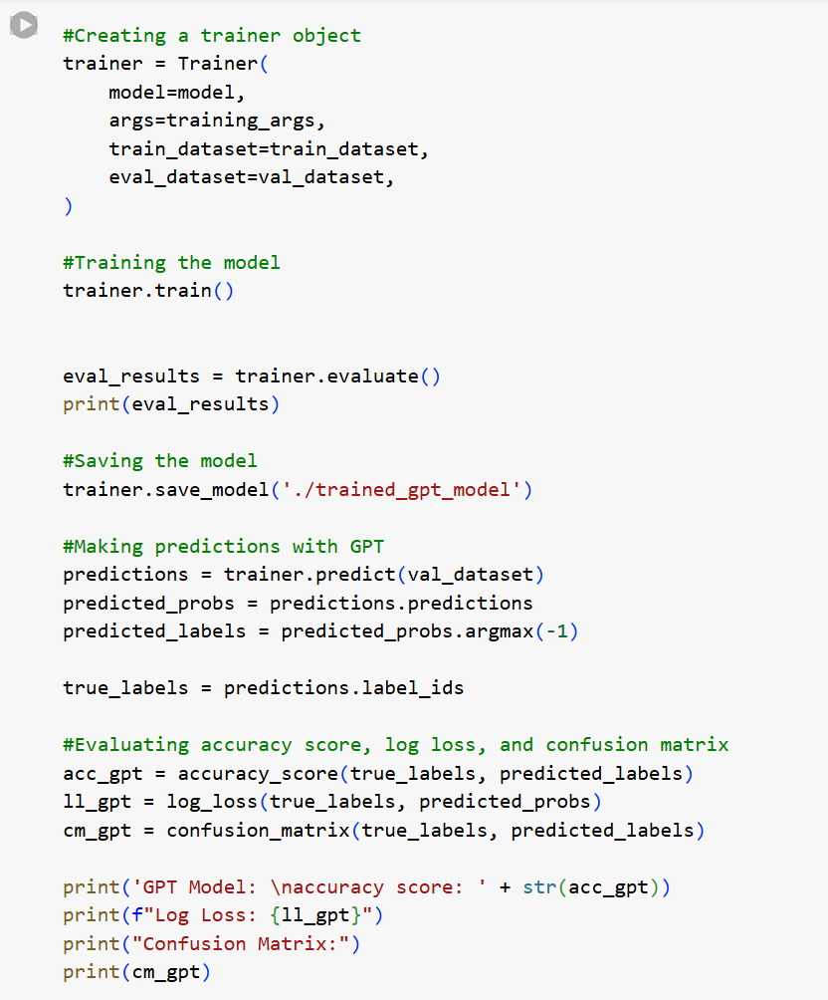 #Creating a trainer object
trainer = Trainer(
    model=model,
    args=training_args,
    train_dataset=train_dataset,
    eval_dataset=val_dataset,
)

#Training the model
trainer.train()


eval_results = trainer.evaluate()
print(eval_results)

#Saving the model
trainer.save_model('./trained_gpt_model')

#Making predictions with GPT
predictions = trainer.predict(val_dataset)
predicted_probs = predictions.predictions
predicted_labels = predicted_probs.argmax(-1)

true_labels = predictions.label_ids

#Evaluating accuracy score, log loss, and confusion matrix
acc_gpt = accuracy_score(true_labels, predicted_labels)
ll_gpt = log_loss(true_labels, predicted_probs)
cm_gpt = confusion_matrix(true_labels, predicted_labels)

print('GPT Model: \naccuracy score: ' + str(acc_gpt))
print(f"Log Loss: {ll_gpt}")
print("Confusion Matrix:")
print(cm_gpt)